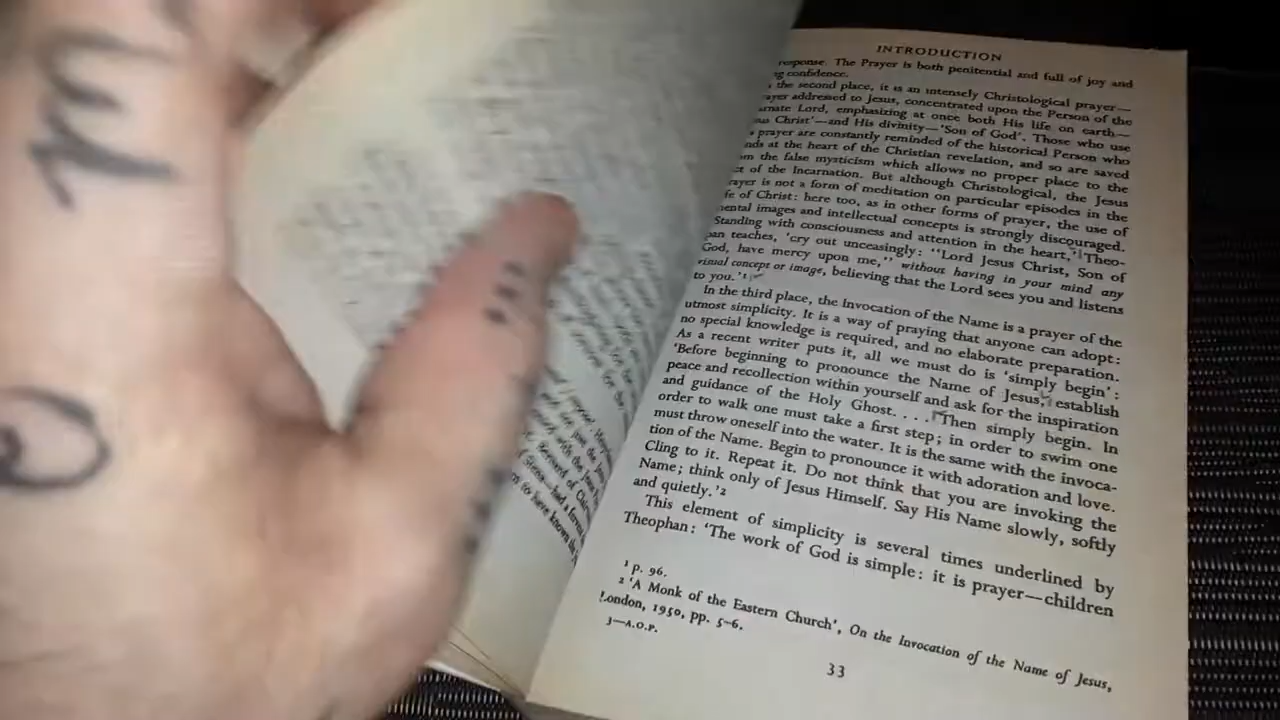 m
e
INTRODUCTION
response. The Prayer is both penitential and full of joy and
confidence.
the second place, it is an intensely Christological prayer—
addressed to Jesus, concentrated upon the Person of the
Lord, emphasizing at once both His life on earth—
Christ'—and His divinity—'Son of God'. Those who use
prayer are constantly reminded of the historical Person who
at the heart of the Christian revelation, and so are saved
the false mysticism which allows no proper place to the
of the Incarnation. But although Christological, the Jesus
rayer is not a form of meditation on particular episodes in the
fe of Christ: here too, as in other forms of prayer, the use of
mental images and intellectual concepts is strongly discouraged.
Standing with consciousness and attention in the heart,' Theo-
pan teaches, 'cry out unceasingly: "Lord Jesus Christ, Son of
God, have mercy upon me," without having in your mind any
visual concept or image, believing that the Lord sees you and listens
to you.'¹
In the third place, the Invocation of the Name is a prayer of the
utmost simplicity. It is a way of praying that anyone can adopt:
no special knowledge is required, and no elaborate preparation.
As a recent writer puts it, all we must do is 'simply begin':
'Before beginning to pronounce the Name of Jesus, establish
peace and recollection within yourself and ask for the inspiration
and guidance of the Holy Ghost. . . . Then simply begin. In
order to walk one must take a first step; in order to swim one
must throw oneself into the water. It is the same with the invoca-
tion of the Name. Begin to pronounce it with adoration and love.
Cling to it. Repeat it. Do not think that you are invoking the
Name; think only of Jesus Himself. Say His Name slowly, softly
and quietly.'²
This element of simplicity is several times underlined by
Theophan: 'The work of God is simple: it is prayer—children
¹ p. 96.
² 'A Monk of the Eastern Church', On the Invocation of the Name of Jesus,
London, 1950, pp. 5-6.
3—A.O.P.
33